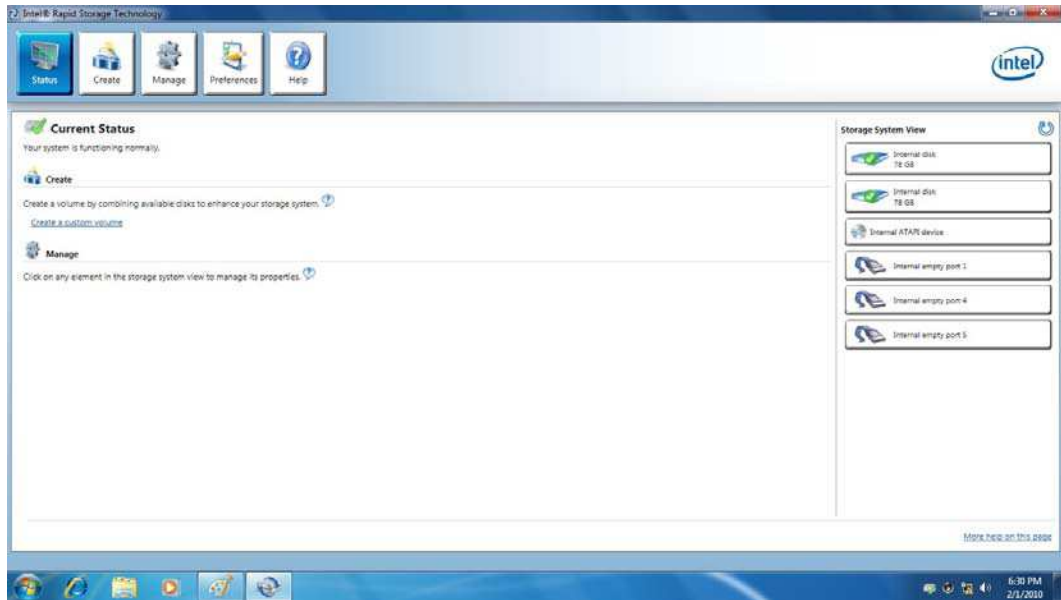 Intel® Rapid Storage Technology
Status
Create
Manage
Preferences
Help
intel
Current Status
Your system is functioning normally.
Create
Create a volume by combining available disks to enhance your storage system.
Create a custom volume
Manage
Click on any element in the storage system view to manage its properties.
Storage System View
Internal disk
78 GB
Internal disk
78 GB
Internal ATAPI device
Internal empty port 1
Internal empty port 4
Internal empty port 5
More help on this page
6:30 PM
2/1/2010